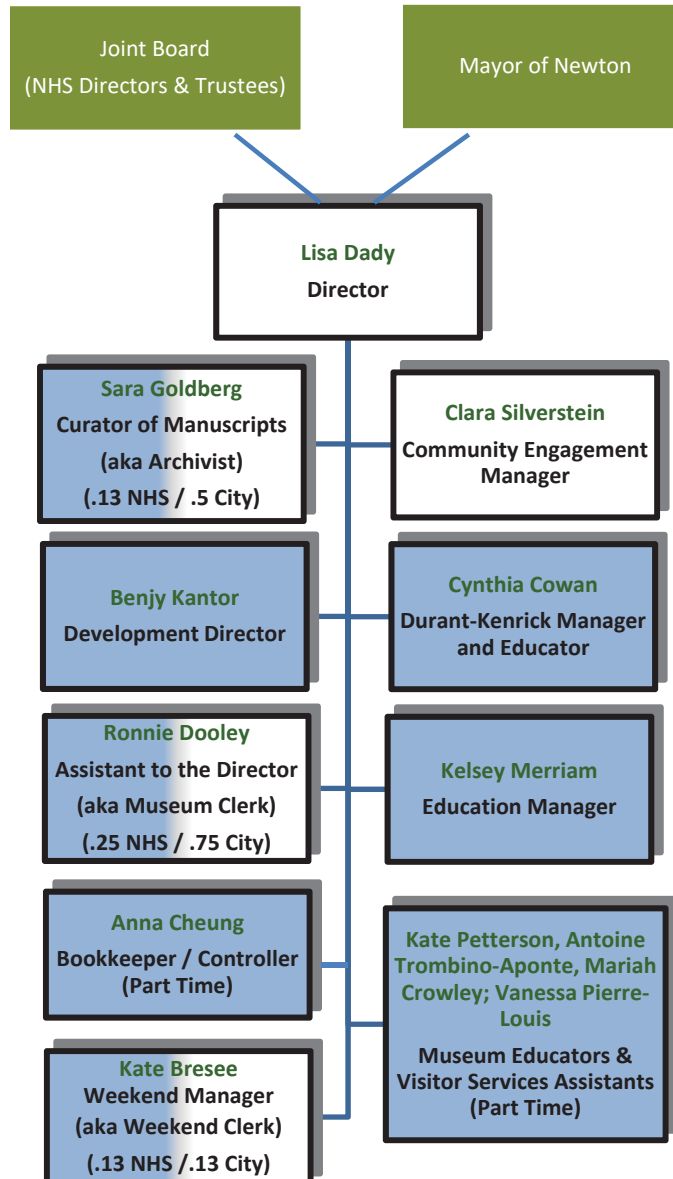 Joint Board
(NHS Directors & Trustees)
Mayor of Newton
Lisa Dady
Director
Sara Goldberg
Curator of Manuscripts
(aka Archivist)
(.13 NHS / .5 City)
Clara Silverstein
Community Engagement
Manager
Benjy Kantor
Development Director
Cynthia Cowan
Durant-Kenrick Manager
and Educator
Ronnie Dooley
Assistant to the Director
(aka Museum Clerk)
(.25 NHS / .75 City)
Kelsey Merriam
Education Manager
Anna Cheung
Bookkeeper / Controller
(Part Time)
Kate Petterson, Antoine
Trombino-Aponte, Mariah
Crowley; Vanessa Pierre-
Louis
Museum Educators &
Visitor Services Assistants
(Part Time)
Kate Bresee
Weekend Manager
(aka Weekend Clerk)
(.13 NHS /.13 City)